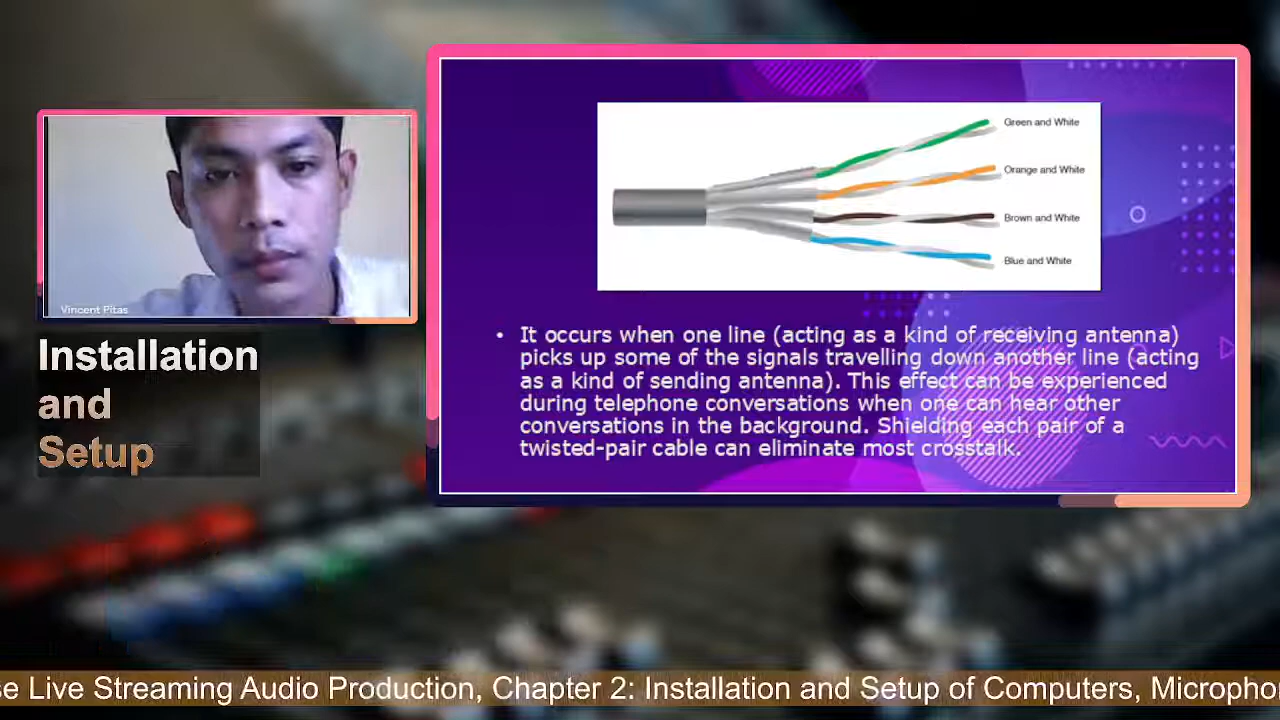 Vincent Pitas
Installation
and
Setup
Green and White
Orange and White
Brown and White
Blue and White
• It occurs when one line (acting as a kind of receiving antenna)
picks up some of the signals travelling down another line (acting
as a kind of sending antenna). This effect can be experienced
during telephone conversations when one can hear other
conversations in the background. Shielding each pair of a
twisted-pair cable can eliminate most crosstalk.
se Live Streaming Audio Production, Chapter 2: Installation and Setup of Computers, Micropho